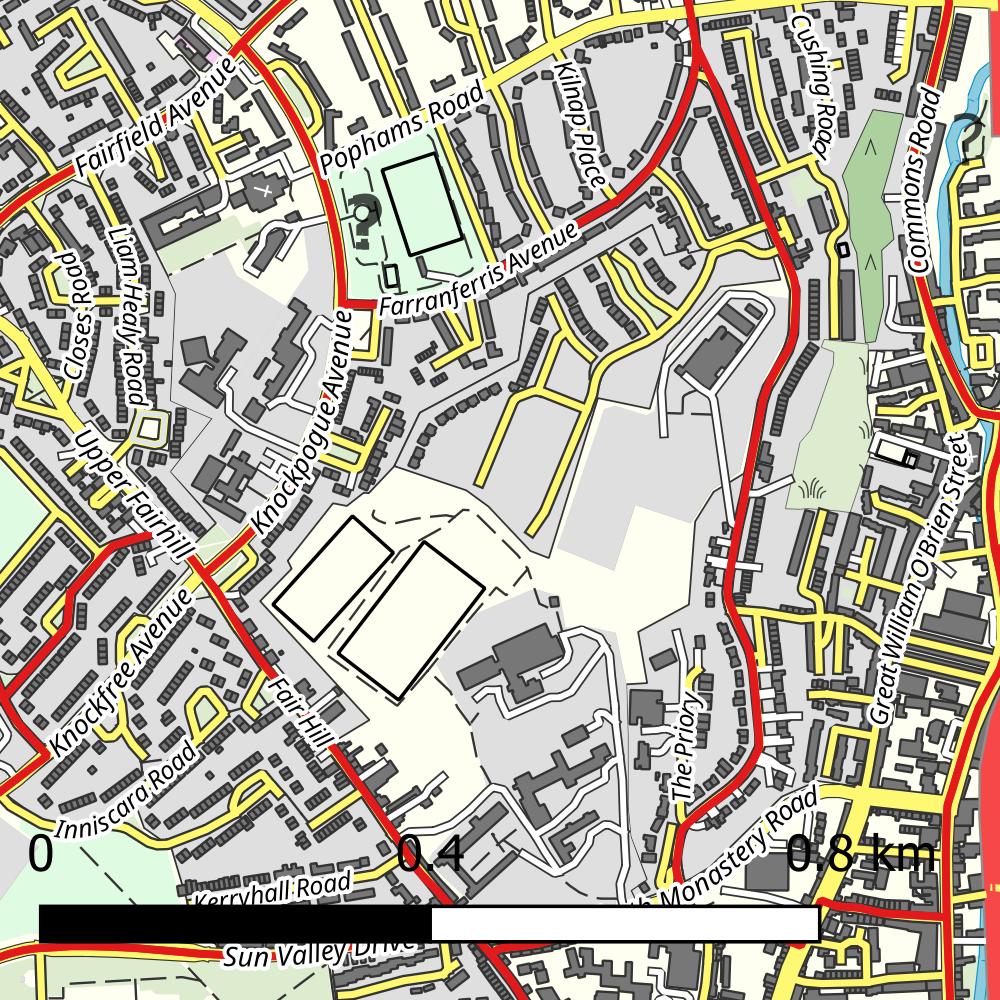 Cushing Road
Kilnap Place
Fairfield Avenue
Pophams Road
Commons Road
Liam Healy Road
Closes Road
Farranferris Avenue
Knockpogue Avenue
Upper Fairhill
Great William O'Brien Street
Knockfree Avenue
Fair Hill
The Priory
Inniscara Road
Monastery Road
0
0.4
0.8 km
Kerryhall Road
Sun Valley Drive